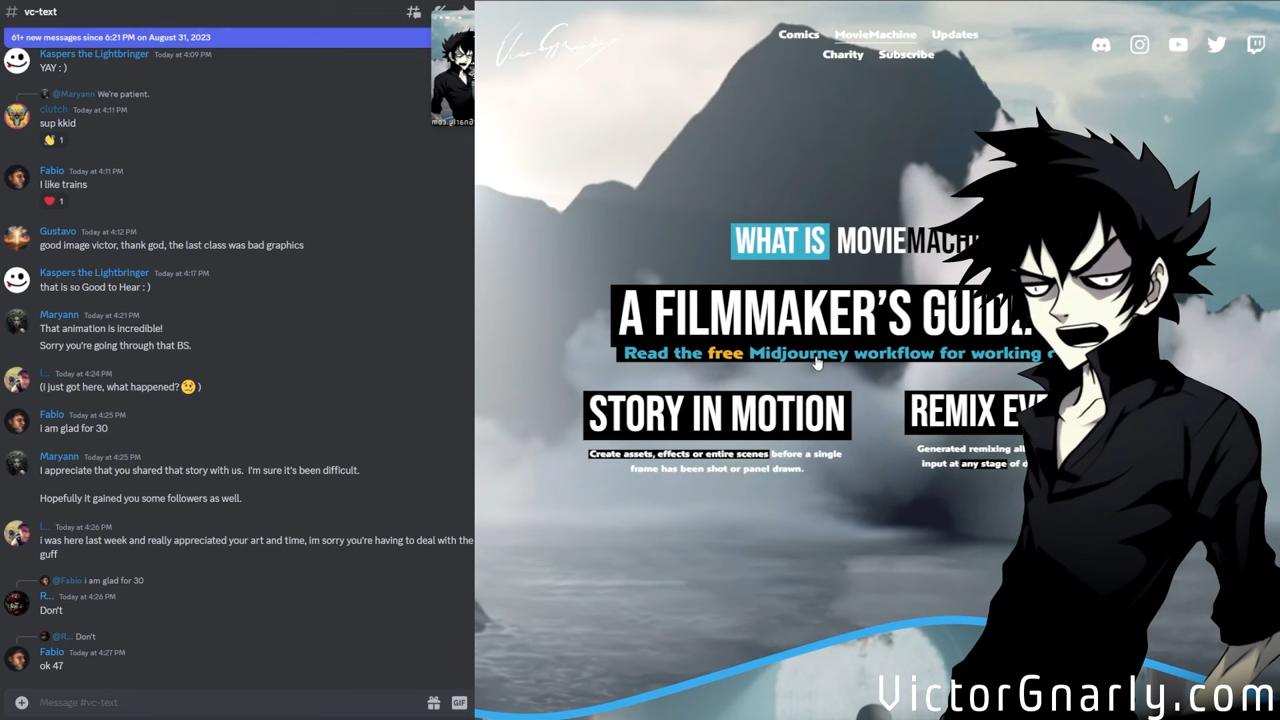 vc-text
61+ new messages since 6:21 PM on August 31, 2023
Kaspers the Lightbringer Today at 4:09 PM
YAY : )
@Maryann We're patient.
clutch Today at 4:11 PM
sup kkid
1
Fabio Today at 4:11 PM
I like trains
1
Gustavo Today at 4:12 PM
good image victor, thank god, the last class was bad graphics
Kaspers the Lightbringer Today at 4:17 PM
that is so Good to Hear : )
Maryann Today at 4:21 PM
That animation is incredible!
Sorry you're going through that BS.
I... Today at 4:24 PM
(i just got here, what happened? )
Fabio Today at 4:25 PM
i am glad for 30
Maryann Today at 4:25 PM
I appreciate that you shared that story with us. I'm sure it's been difficult.
Hopefully it gained you some followers as well.
I... Today at 4:26 PM
i was here last week and really appreciated your art and time, im sorry you're having to deal with the
guff
@Fabio i am glad for 30
R... Today at 4:26 PM
Don't
@R... Don't
Fabio Today at 4:27 PM
ok 47
Message #vc-text
GIF
Comics MovieMachine Updates
Charity Subscribe
WHAT IS MOVIEMACHI
A FILMMAKER'S GUIDE
Read the free Midjourney workflow for working
STORY IN MOTION
Create assets, effects or entire scenes before a single
frame has been shot or panel drawn.
REMIX EV
Generated remixing all
input at any stage of d
VictorGnarly.com